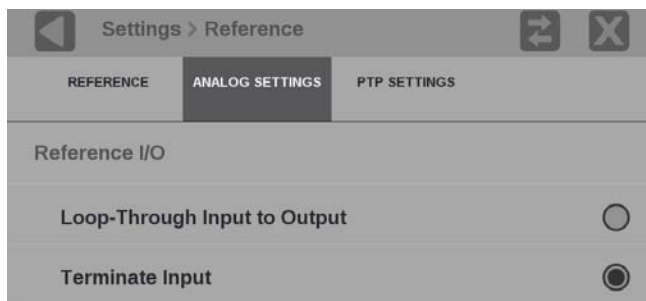 Settings > Reference
REFERENCE ANALOG SETTINGS PTP SETTINGS
Reference I/O
Loop-Through Input to Output
Terminate Input